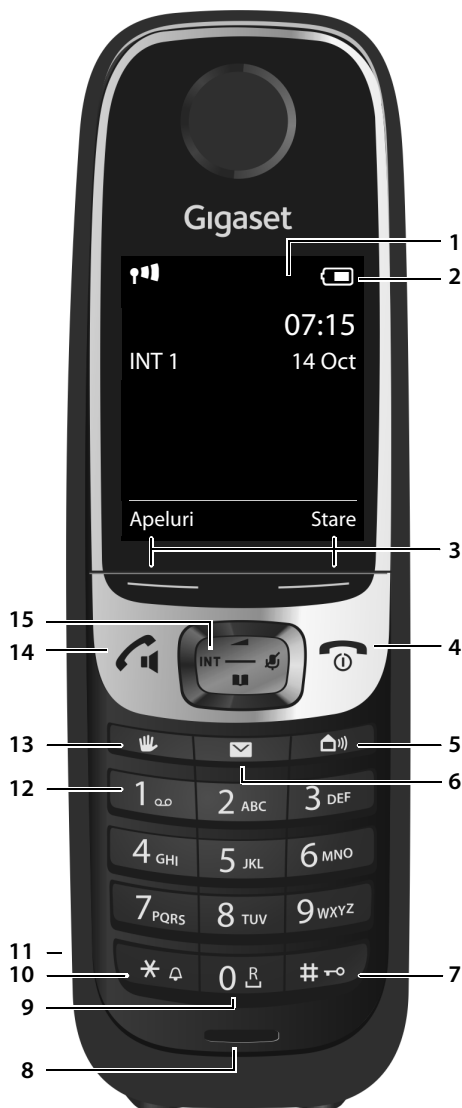 Gigaset
1
2
07:15
INT 1 14 Oct
Apeluri Stare
3
15
14
INT
4
13
5
6
12
1 2 ABC 3 DEF
4 GHI 5 JKL 6 MNO
7 PQRS 8 TUV 9 WXYZ
11
10
* 0 R #
7
9
8